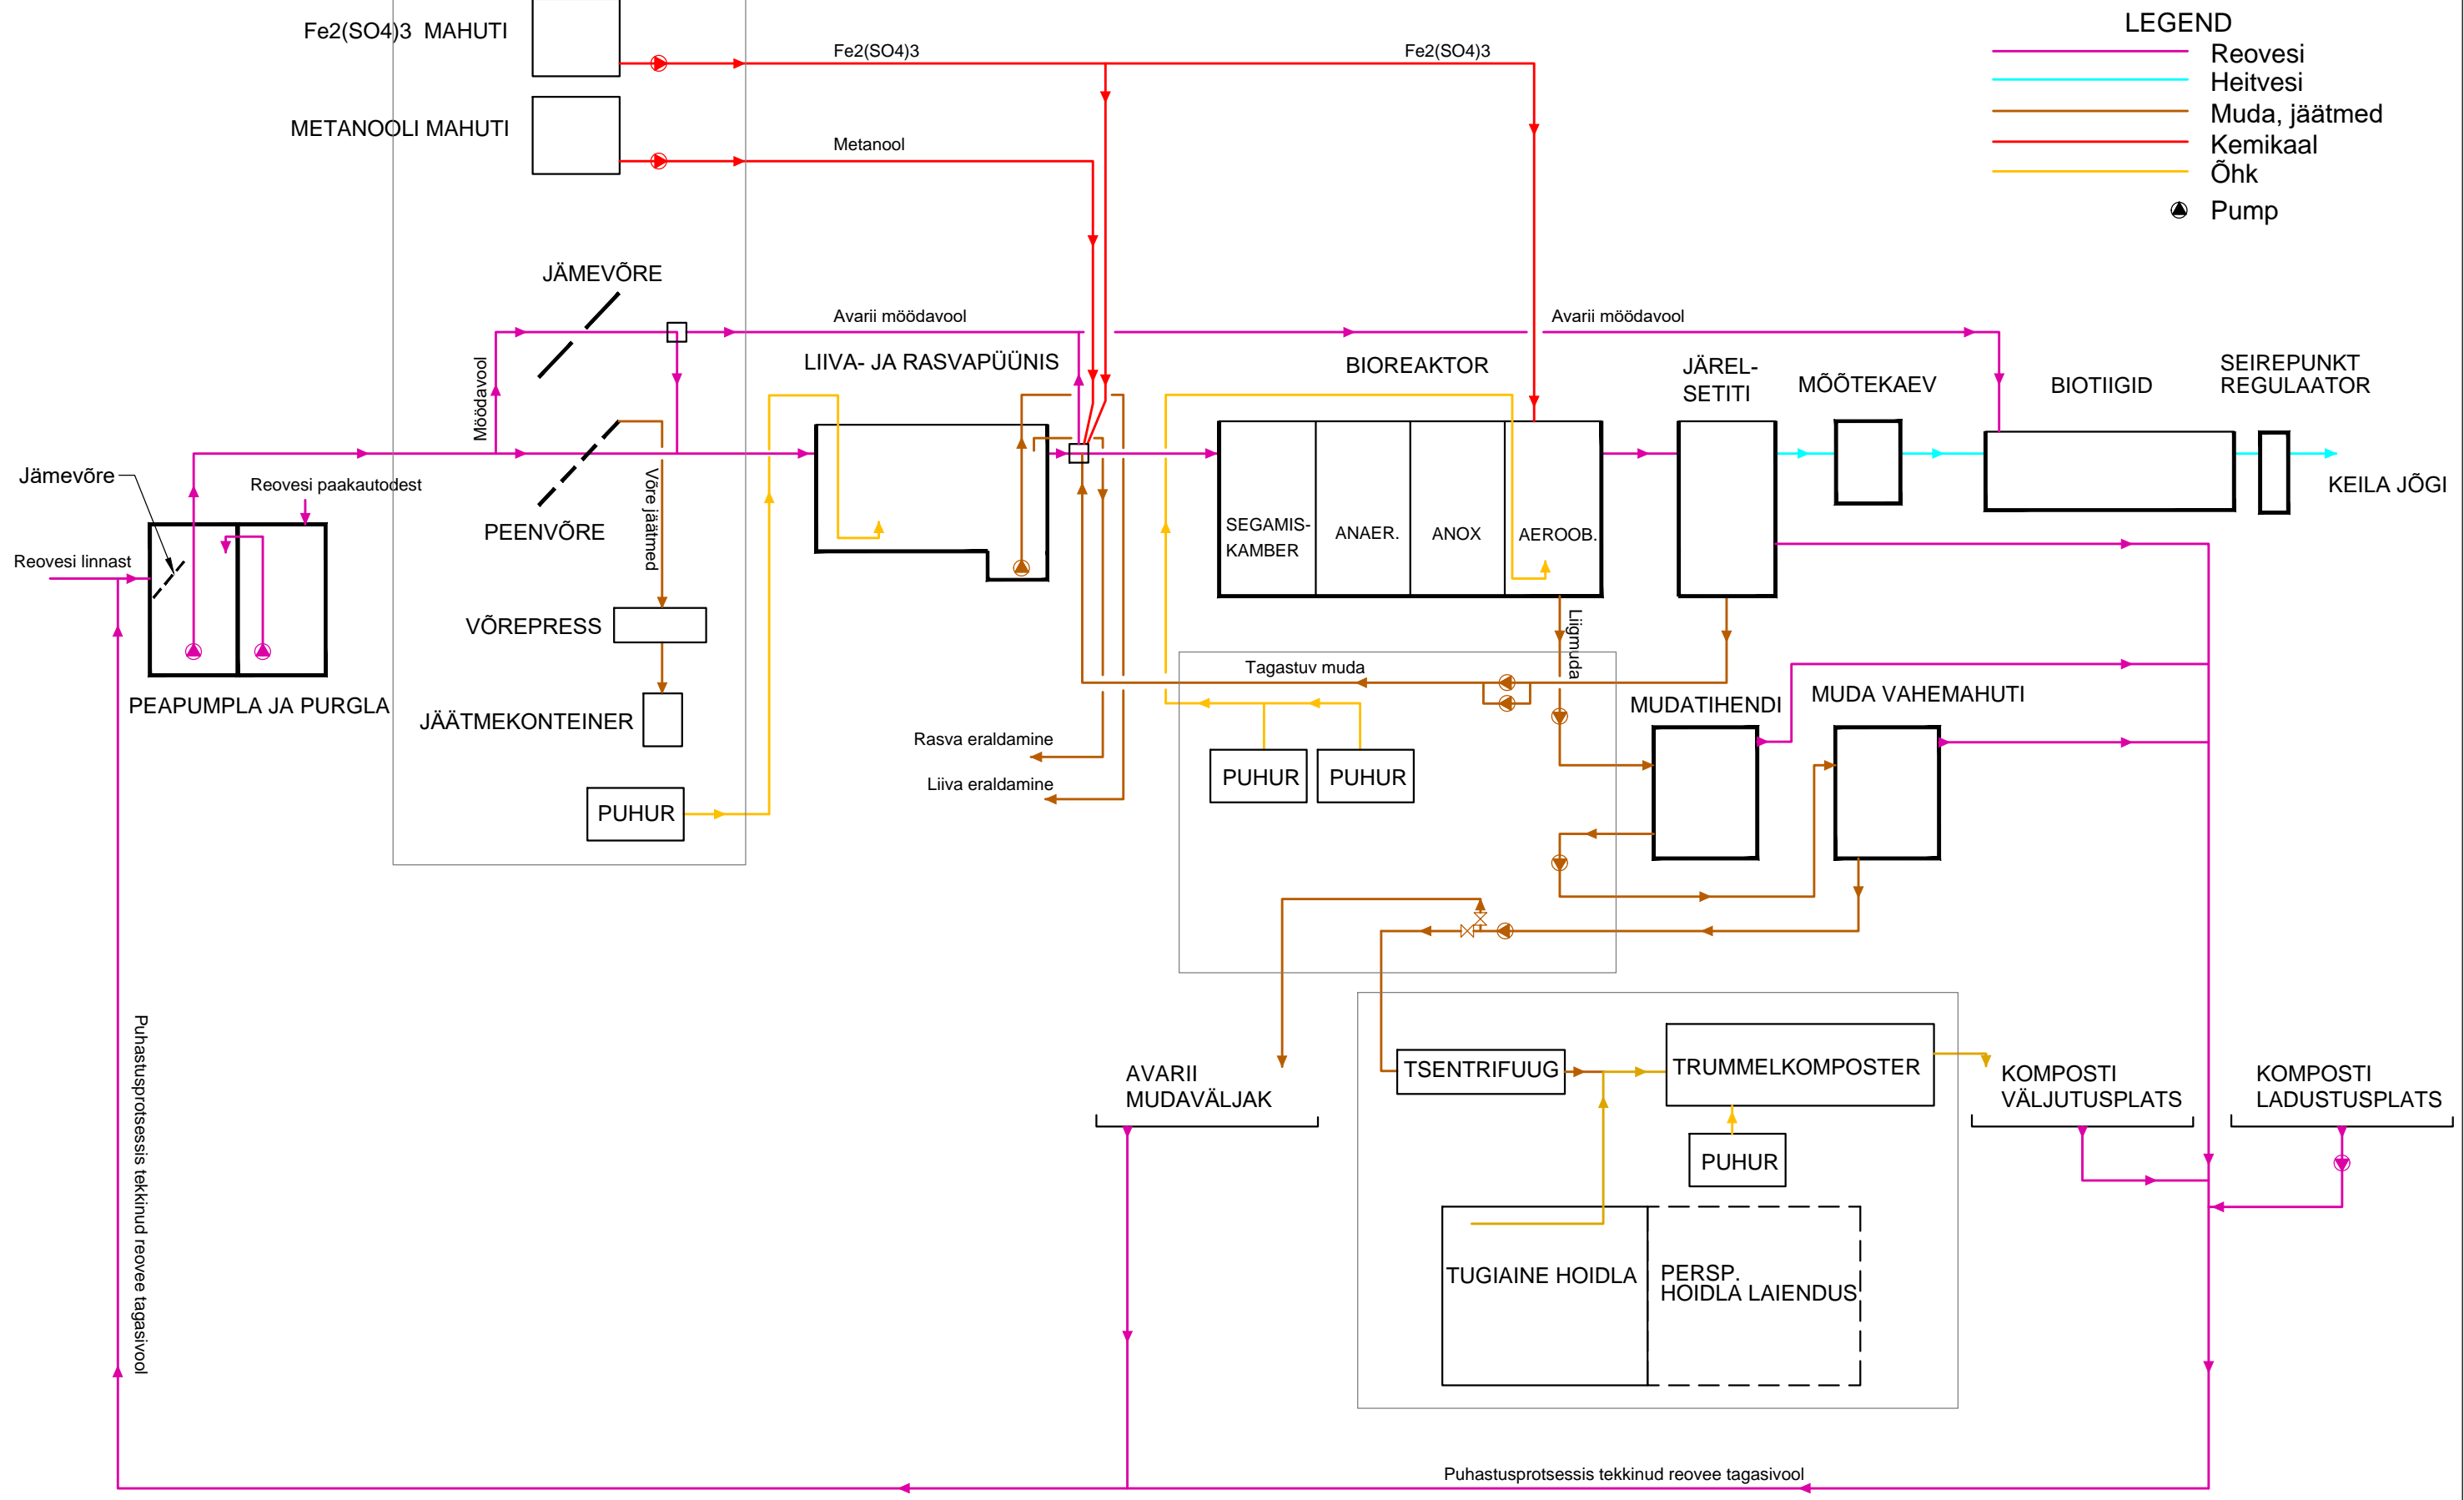 LEGEND
Reovesi
Heitvesi
Muda, jäätmed
Kemikaal
Õhk
Pump
Fe2(SO4)3 MAHUTI
Fe2(SO4)3
Fe2(SO4)3
METANOOLI MAHUTI
Metanool
JÄMEVÕRE
Avarii möödavool
Avarii möödavool
Möödavool
LIIVA- JA RASVAPÜÜNIS
BIOREAKTOR
JÄREL-
SETITI
MÕÕTEKAEV
BIOTIIGID
SEIREPUNKT
REGULAATOR
KEILA JÕGI
Jämevõre
Reovesi paakautodest
Võre jäätmed
PEENVÕRE
SEGAMIS-
KAMBER
ANAER.
ANOX
AEROOB.
Reovesi linnast
VÕREPRESS
Liigmuda
Tagastuv muda
PEAPUMPLA JA PURGLA
JÄÄTMEKONTEINER
MUDATIHENDI
MUDA VAHEMAHUTI
Rasva eraldamine
Liiva eraldamine
PUHUR
PUHUR
PUHUR
Puhastusprotsessis tekkinud reovee tagasivool
AVARII
MUDAVÄLJAK
TSENTRIFUUG
TRUMMELKOMPOSTER
KOMPOSTI
VÄLJUTUSPLATS
KOMPOSTI
LADUSTUSPLATS
PUHUR
TUGIAINE HOIDLA
PERSP.
HOIDLA LAIENDUS
Puhastusprotsessis tekkinud reovee tagasivool